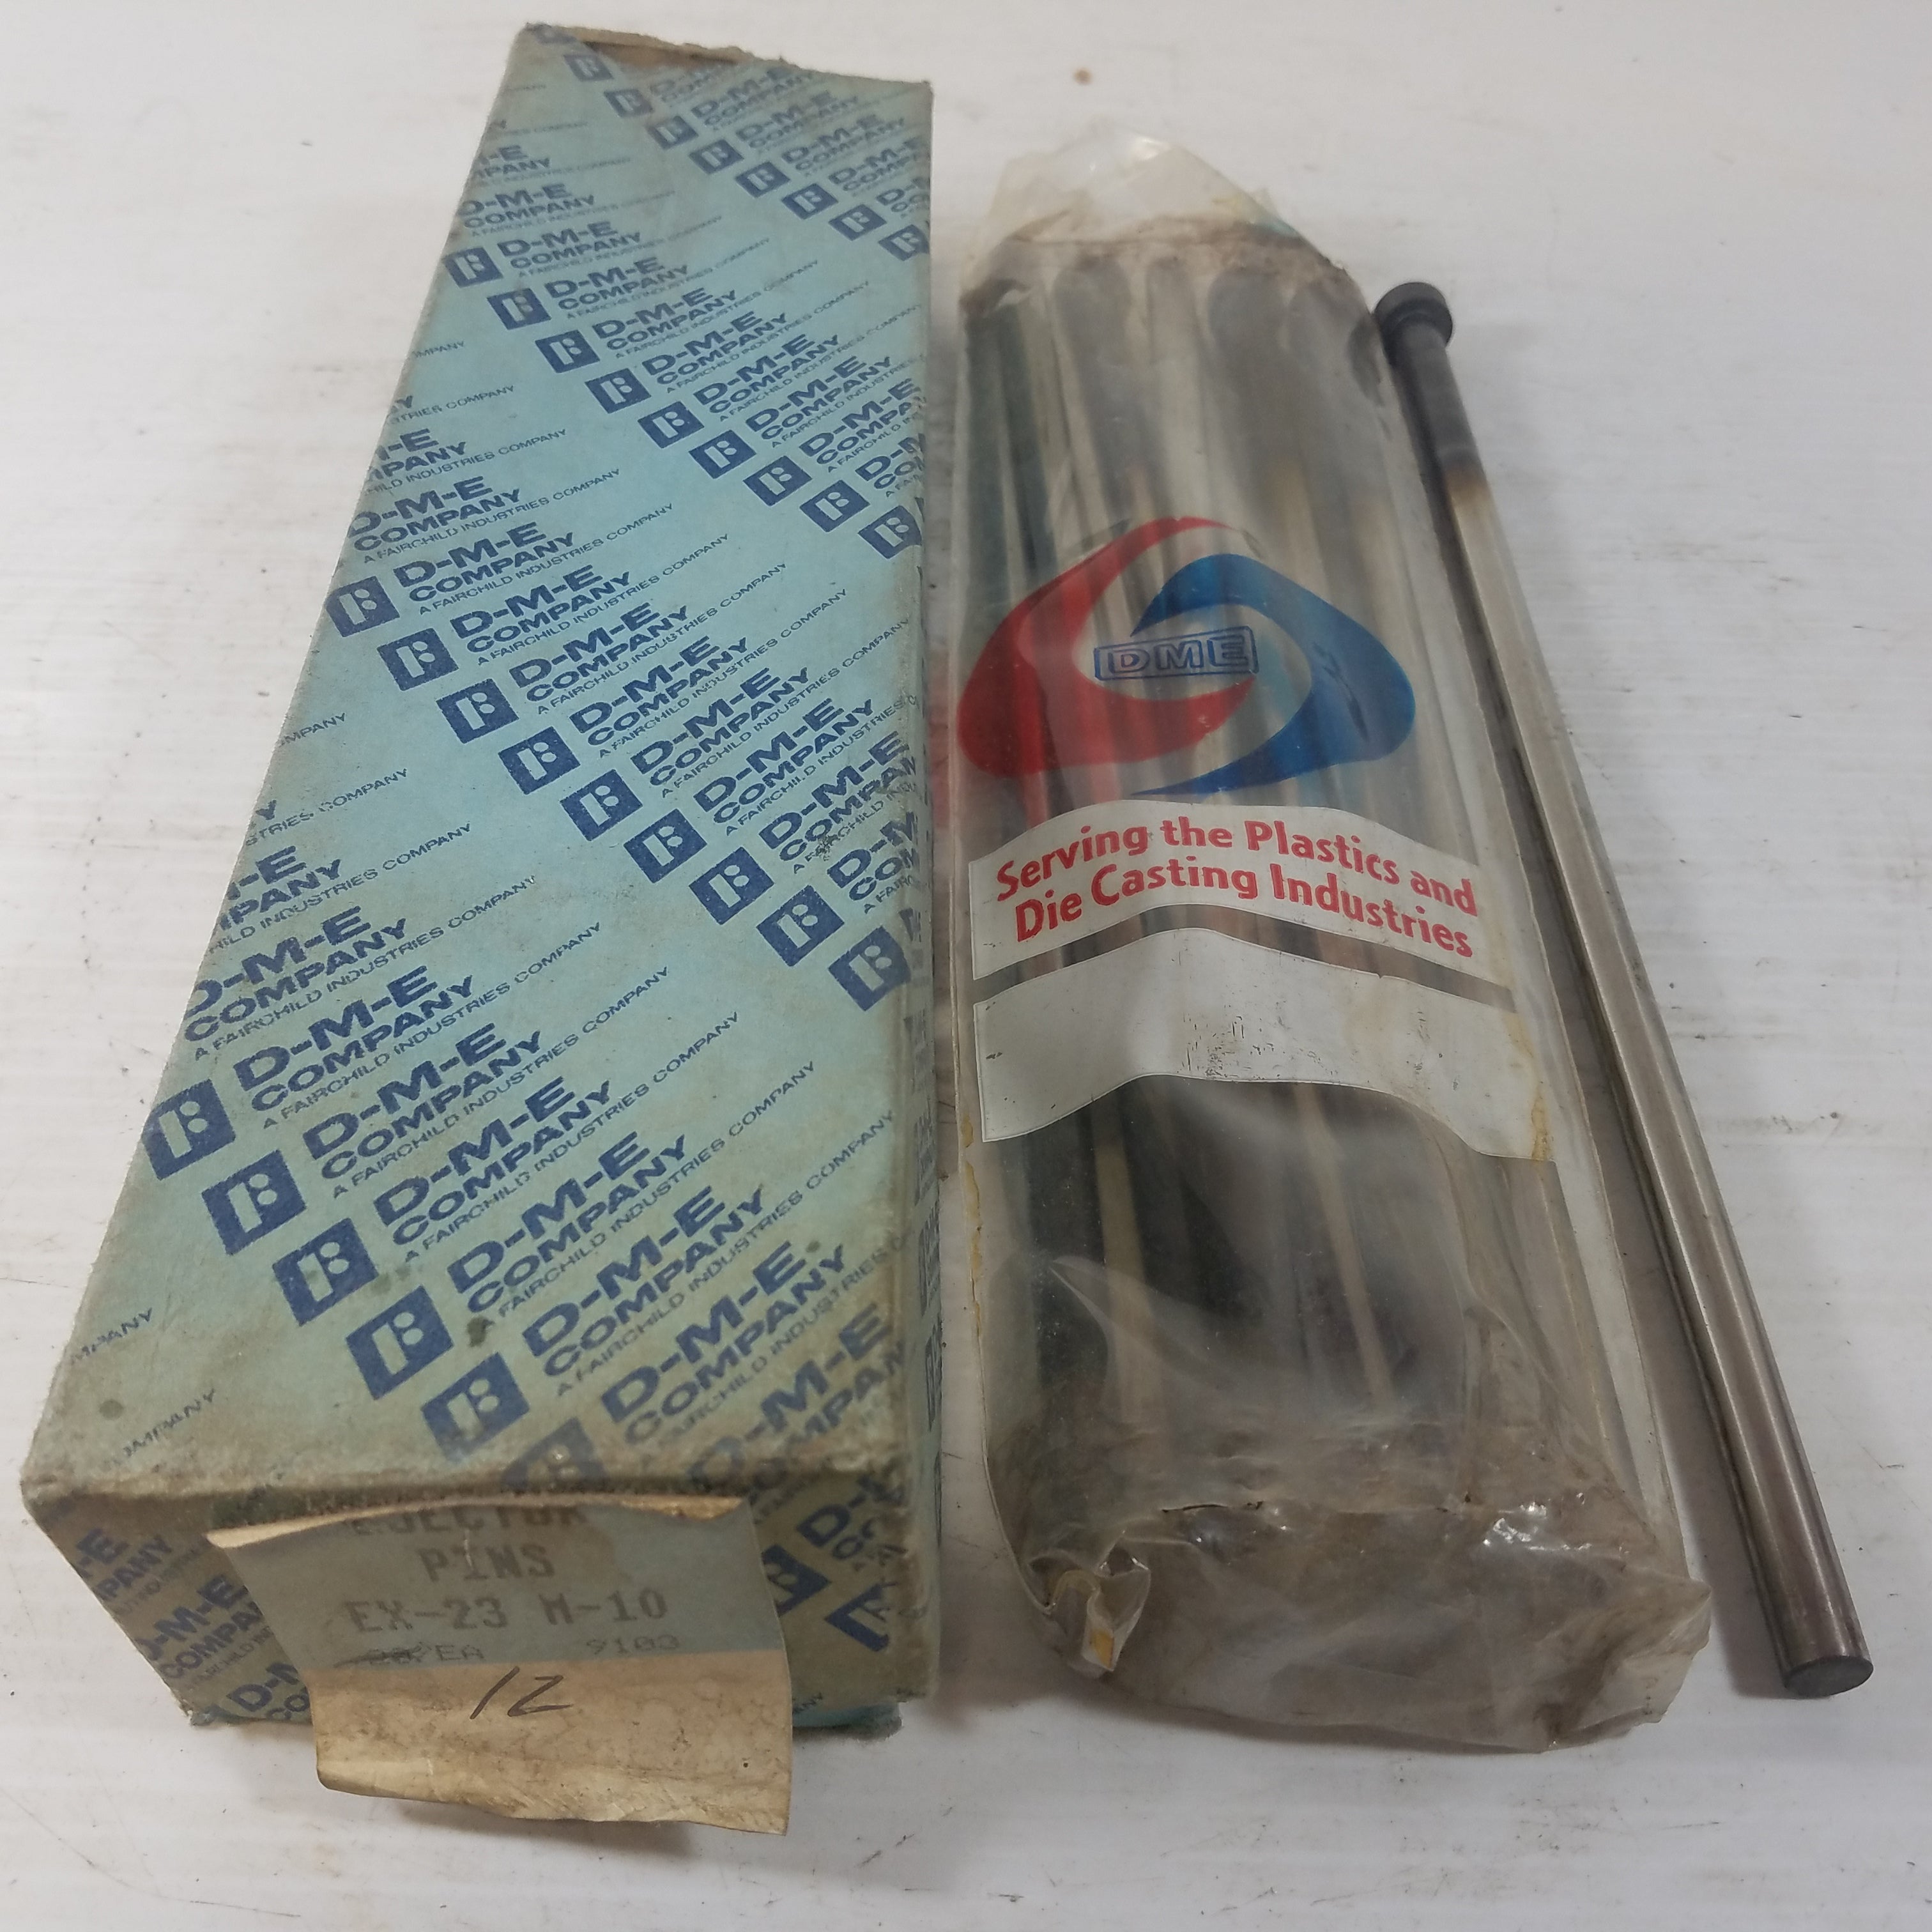 D-M-E
COMPANY
A FAIRCHILD INDUSTRIES COMPANY
EJECTOR
PINS
EX-23 M-10
EA 9103
12
DME
Serving the Plastics and
Die Casting Industries